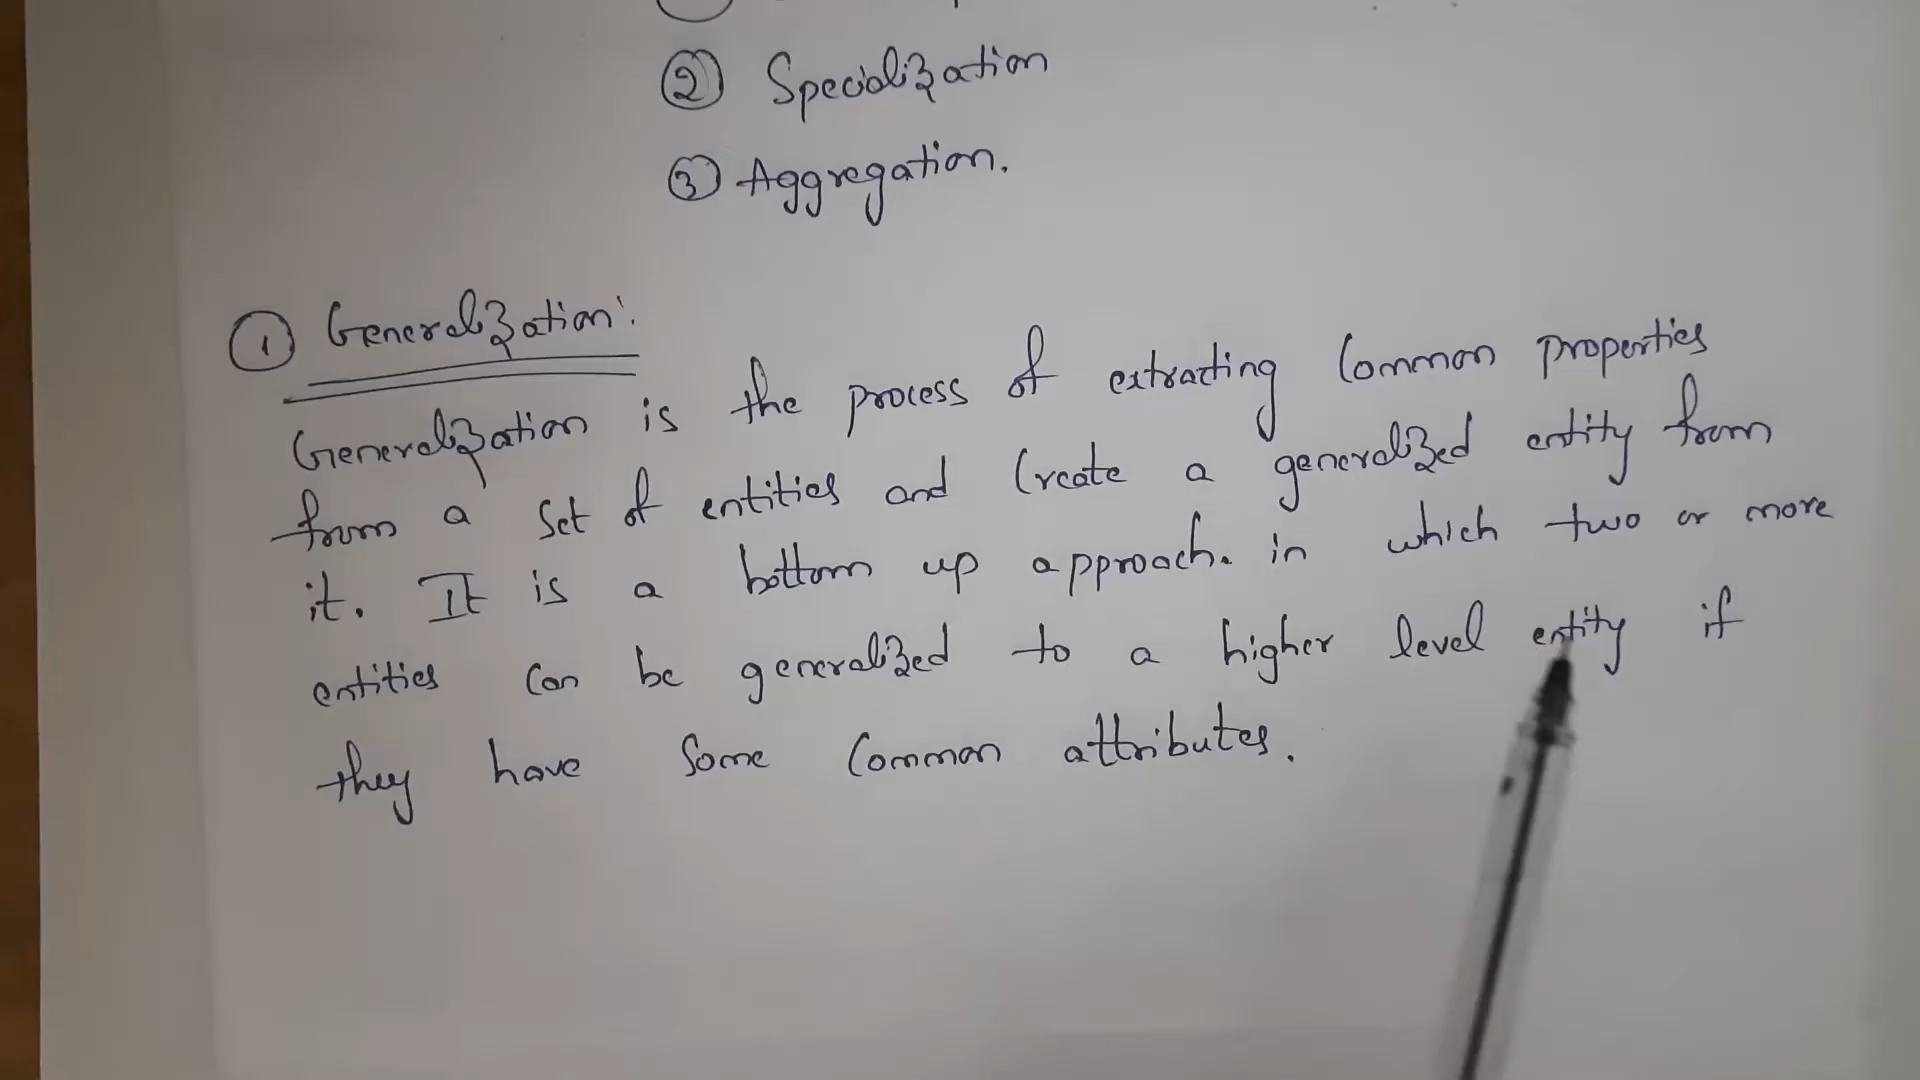 ② Specialization
③ Aggregation.
① Generalization:
Generalization is the process of extracting Common properties
from a set of entities and Create a generalized entity from
it. It is a bottom up approach. in which two or more
entities can be generalized to a higher level entity if
they have some Common attributes.